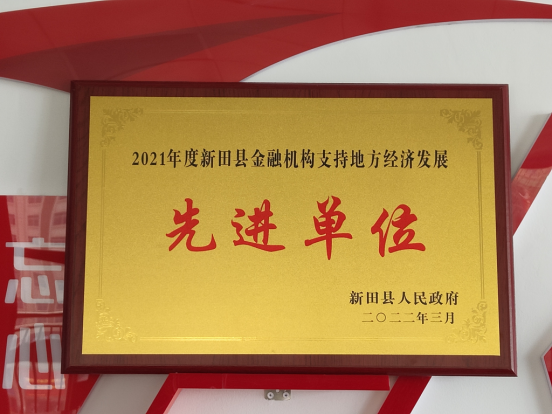 2021年度新田县金融机构支持地方经济发展
先进单位
新田县人民政府
二〇二二年三月
忘
心